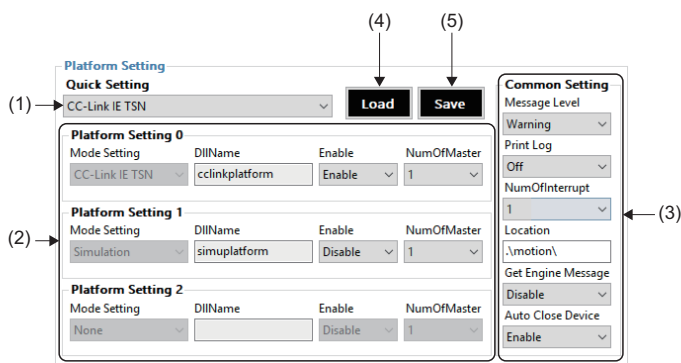 (4)
(5)
Platform Setting
Quick Setting
(1)
CC-Link IE TSN
Load
Save
Platform Setting 0
Mode Setting
DllName
Enable
NumOfMaster
CC-Link IE TSN
cclinkplatform
Enable
1
(2)
Platform Setting 1
Mode Setting
DllName
Enable
NumOfMaster
Simulation
simuplatform
Disable
1
Platform Setting 2
Mode Setting
DllName
Enable
NumOfMaster
None
Disable
1
Common Setting
Message Level
Warning
Print Log
Off
NumOfInterrupt
1
(3)
Location
.\motion\
Get Engine Message
Disable
Auto Close Device
Enable